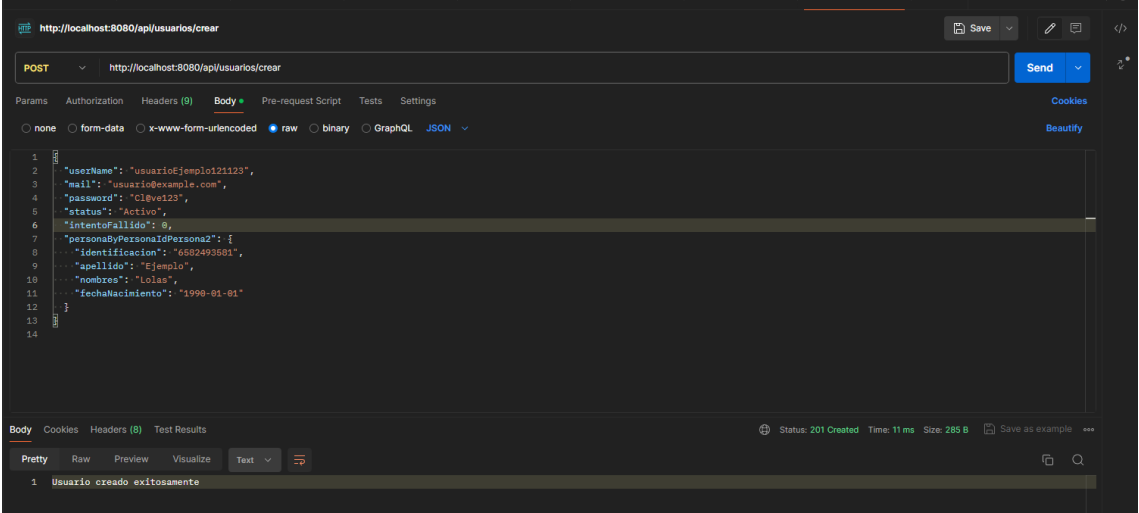 HTTP http://localhost:8080/api/usuarios/crear Save
POST http://localhost:8080/api/usuarios/crear Send
Params Authorization Headers (9) Body Pre-request Script Tests Settings Cookies
none form-data x-www-form-urlencoded raw binary GraphQL JSON Beautify
1 {
2 "userName": "usuarioEjemplo121123",
3 "mail": "usuario@example.com",
4 "password": "Cl@ve123",
5 "status": "Activo",
6 "intentoFallido": 0,
7 "personaByPersonaIdPersona2": {
8 "identificacion": "6582493581",
9 "apellido": "Ejemplo",
10 "nombres": "Lolas",
11 "fechaNacimiento": "1990-01-01"
12 }
13 }
14
Body Cookies Headers (8) Test Results Status: 201 Created Time: 11 ms Size: 285 B Save as example
Pretty Raw Preview Visualize Text
1 Usuario creado exitosamente